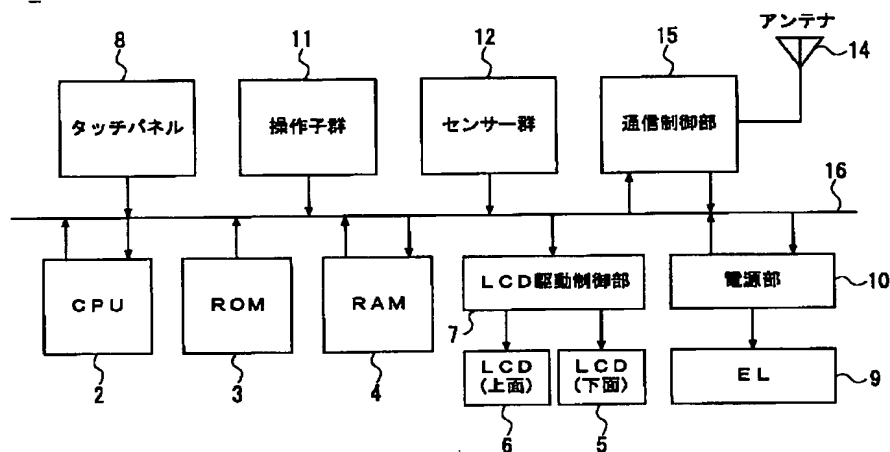 アンテナ
8
11
12
15
14
タッチパネル
操作子群
センサー群
通信制御部
16
CPU
ROM
RAM
LCD駆動制御部
電源部
10
7
2
3
4
LCD
(上面)
LCD
(下面)
EL
9
6
5